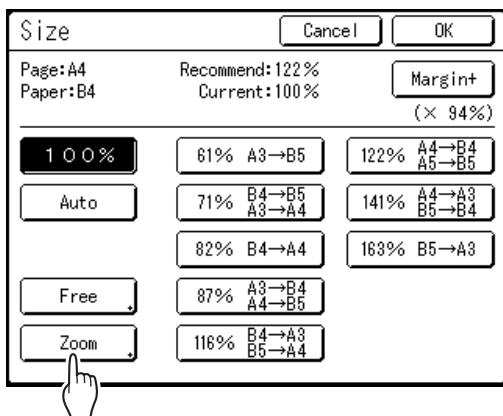 Size Cancel OK
Page:A4 Recommend:122% Margin+
Paper:B4 Current:100% (× 94%)
100% 61% A3→B5 122% A4→B4 A5→B5
Auto 71% B4→B5 A3→A4 141% A4→A3 B5→B4
82% B4→A4 163% B5→A3
Free 87% A3→B4 A4→B5
Zoom 116% B4→A3 B5→A4